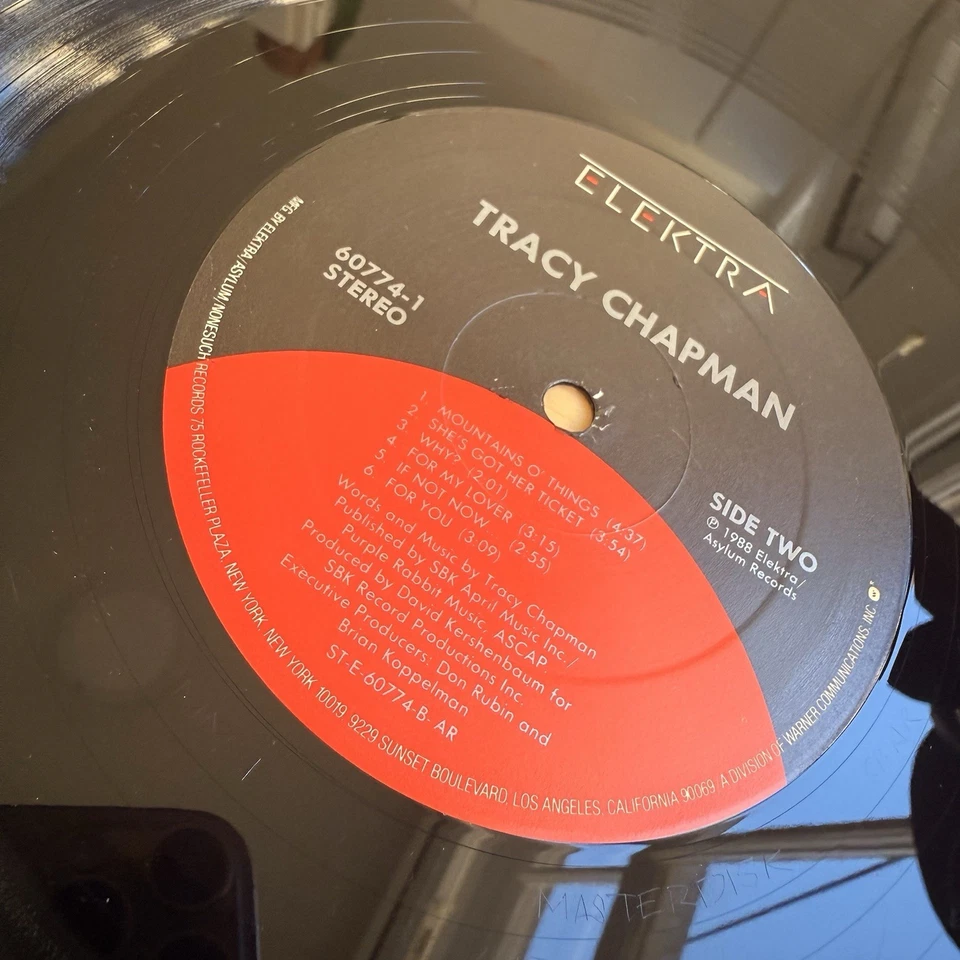 ELEKTRA
TRACY CHAPMAN
60774-1
STEREO
SIDE TWO
℗ 1988 Elektra/
Asylum Records
1. MOUNTAINS O' THINGS (4:37)
2. SHE'S GOT HER TICKET (3:54)
3. WHY? (2:01)
4. FOR MY LOVER (3:15)
5. IF NOT NOW... (2:55)
6. FOR YOU (3:09)
Words and Music by Tracy Chapman
Published by SBK April Music Inc./
Purple Rabbit Music, ASCAP
Produced by David Kershenbaum for
SBK Record Productions Inc.
Executive Producers: Don Rubin and
Brian Koppelman
ST-E-60774-B- AR
MFG. BY ELEKTRA/ASYLUM/NONESUCH RECORDS. 75 ROCKEFELLER PLAZA, NEW YORK, NEW YORK 10019. 9229 SUNSET BOULEVARD, LOS ANGELES, CALIFORNIA 90069. A DIVISION OF WARNER COMMUNICATIONS, INC.
MASTERDISK